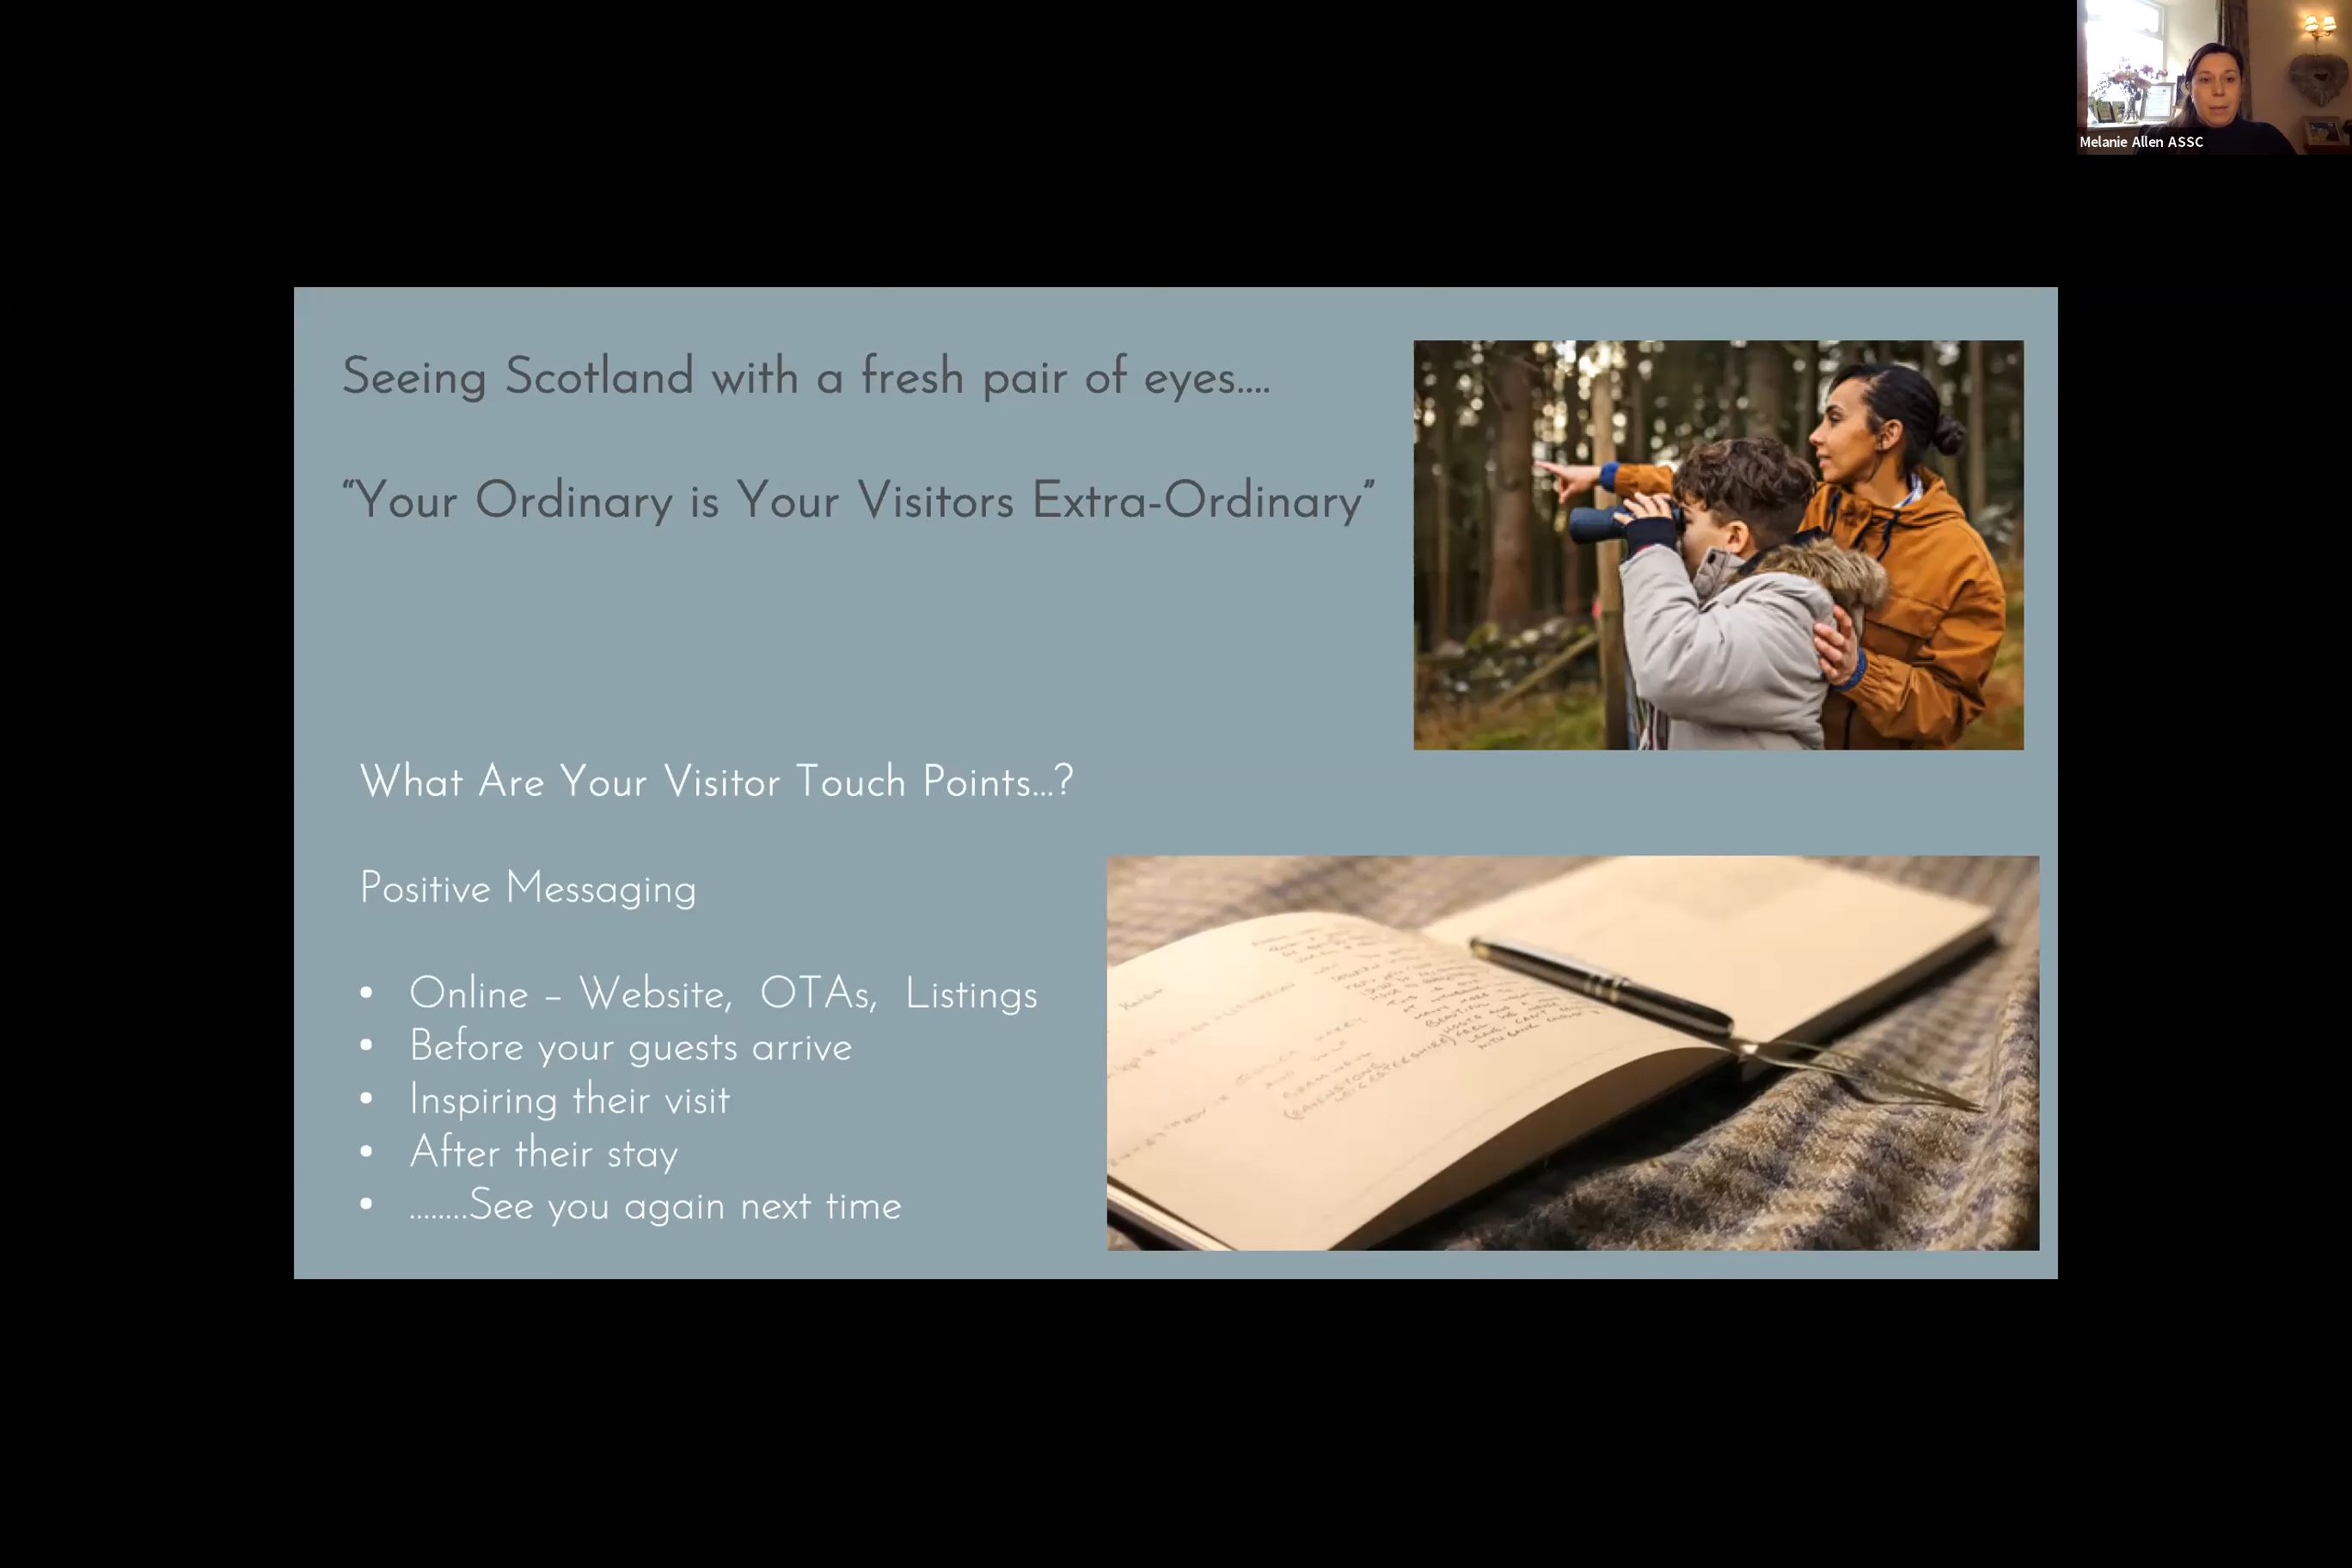 Melanie Allen ASSC
Seeing Scotland with a fresh pair of eyes....
“Your Ordinary is Your Visitors Extra-Ordinary”
What Are Your Visitor Touch Points...?
Positive Messaging
• Online – Website, OTAs, Listings
• Before your guests arrive
• Inspiring their visit
• After their stay
• ........See you again next time